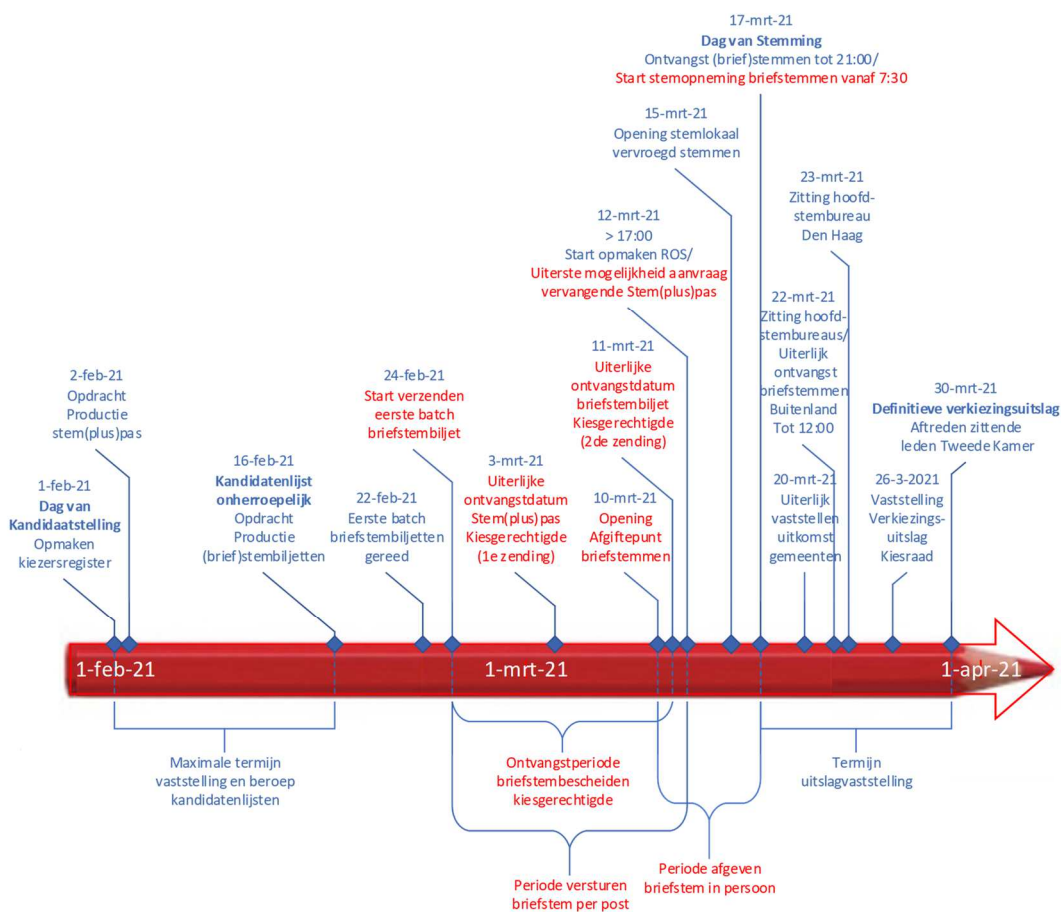 17-mrt-21
Dag van Stemming
Ontvangst (brief)stemmen tot 21:00/
Start stemopneming briefstemmen vanaf 7:30
15-mrt-21
Opening stemlokaal
vervroegd stemmen
23-mrt-21
Zitting hoofd-
stembureau
Den Haag
12-mrt-21
> 17:00
Start opmaken ROS/
Uiterste mogelijkheid aanvraag
vervangende Stem(plus)pas
22-mrt-21
Zitting hoofd-
stembureaus/
Uiterlijk
ontvangst
briefstemmen
Buitenland
Tot 12:00
11-mrt-21
Uiterlijke
ontvangstdatum
briefstembiljet
Kiesgerechtigde
(2de zending)
2-feb-21
Opdracht
Productie
stem(plus)pas
24-feb-21
Start verzenden
eerste batch
briefstembiljet
30-mrt-21
Definitieve verkiezingsuitslag
Aftreden zittende
leden Tweede Kamer
1-feb-21
Dag van
Kandidaatstelling
Opmaken
kiezersregister
16-feb-21
Kandidatenlijst
onherroepelijk
Opdracht
Productie
(brief)stembiljetten
22-feb-21
Eerste batch
briefstembiljetten
gereed
3-mrt-21
Uiterlijke
ontvangstdatum
Stem(plus)pas
Kiesgerechtigde
(1e zending)
10-mrt-21
Opening
Afgiftepunt
briefstemmen
20-mrt-21
Uiterlijk
vaststellen
uitkomst
gemeenten
26-3-2021
Vaststelling
Verkiezings-
uitslag
Kiesraad
1-feb-21
1-mrt-21
1-apr-21
Maximale termijn
vaststelling en beroep
kandidatenlijsten
Ontvangstperiode
briefstembescheiden
kiesgerechtigde
Termijn
uitslagvaststelling
Periode versturen
briefstem per post
Periode afgeven
briefstem in persoon